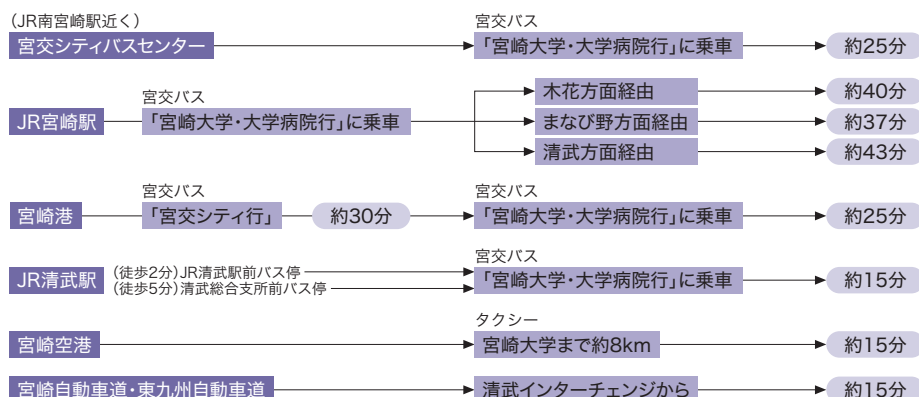 （JR南宮崎駅近く）
宮交バス
宮交シティバスセンター
「宮崎大学・大学病院行」に乗車
約25分
宮交バス
JR宮崎駅
「宮崎大学・大学病院行」に乗車
木花方面経由
約40分
まなび野方面経由
約37分
清武方面経由
約43分
宮交バス
宮交バス
宮崎港
「宮交シティ行」
約30分
「宮崎大学・大学病院行」に乗車
約25分
宮交バス
JR清武駅
（徒歩2分）JR清武駅前バス停
（徒歩5分）清武総合支所前バス停
「宮崎大学・大学病院行」に乗車
約15分
タクシー
宮崎空港
宮崎大学まで約8km
約15分
宮崎自動車道・東九州自動車道
清武インターチェンジから
約15分